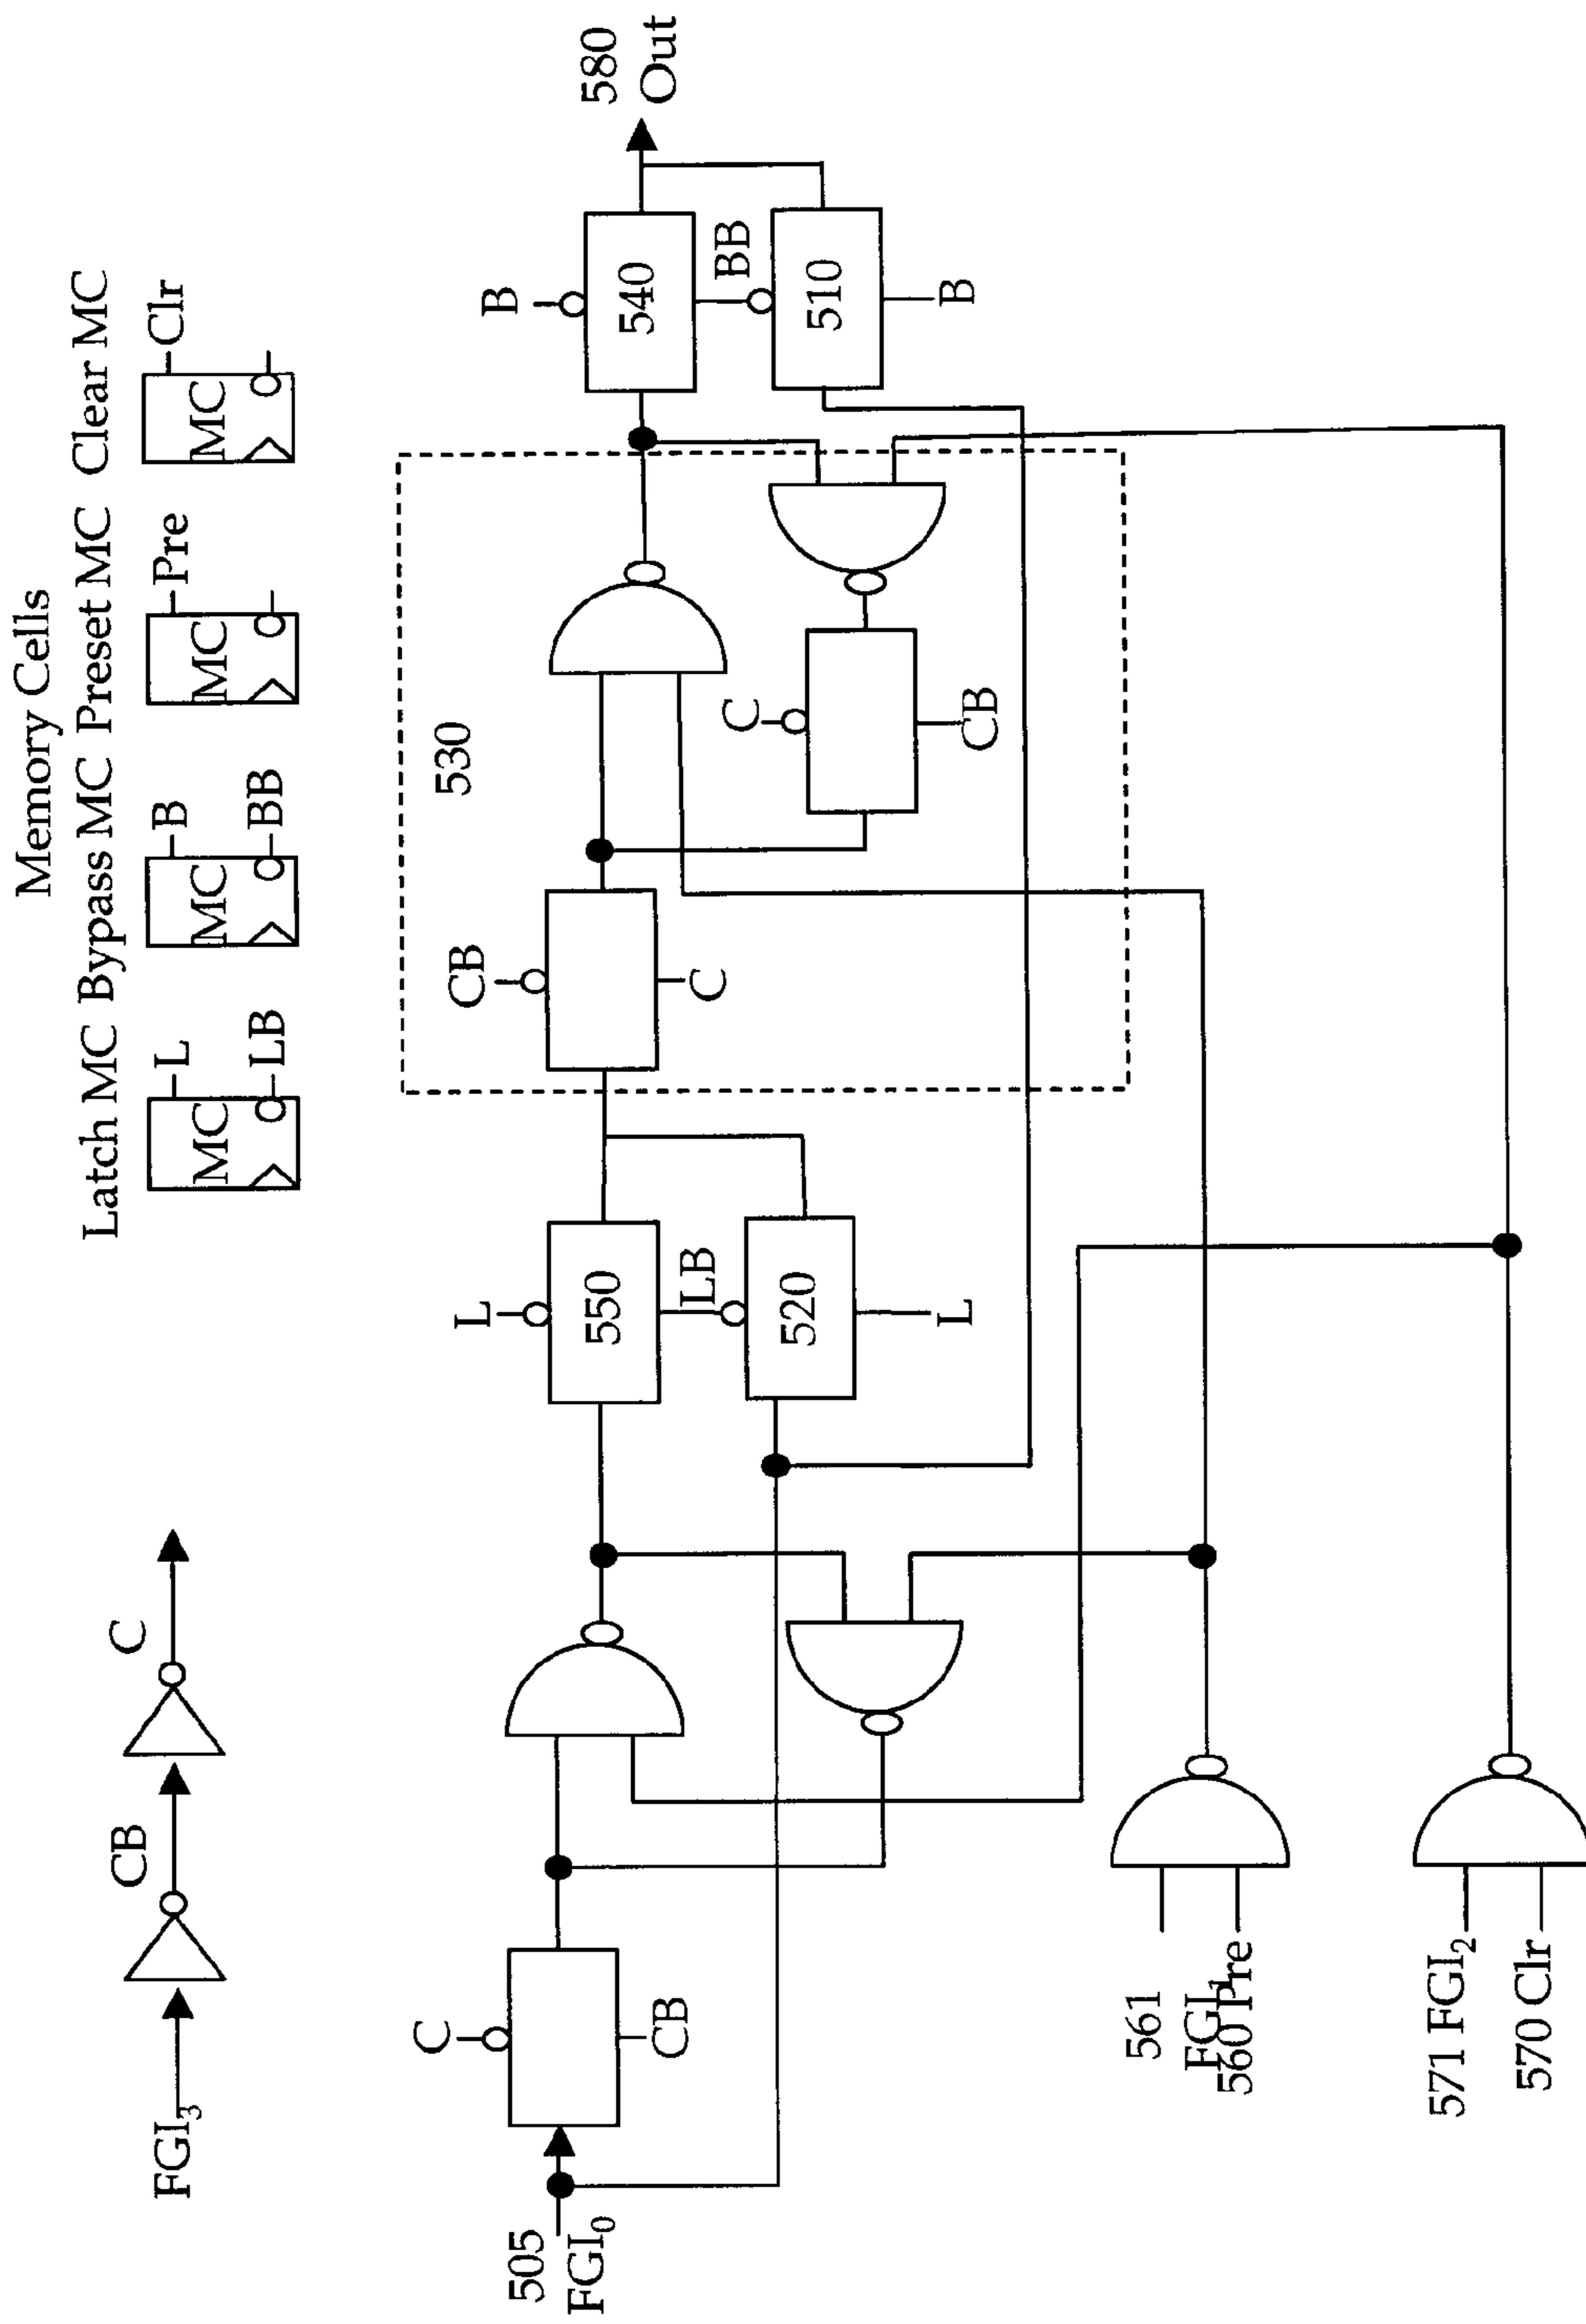 Memory Cells
Latch MC Bypass MC Preset MC Clear MC
MC L LB
MC B BB
MC Pre
MC Clr
FGI3 CB C
505
FGI0
C
CB
L
550
LB
520
L
530
CB
C
C
CB
B
540
BB
510
B
580
Out
561
FGI1
560 Pre
571 FGI2
570 Clr